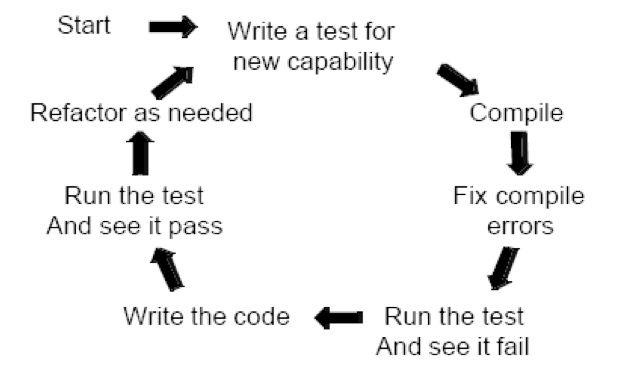 Start
Write a test for
new capability
Compile
Fix compile
errors
Run the test
And see it fail
Write the code
Run the test
And see it pass
Refactor as needed